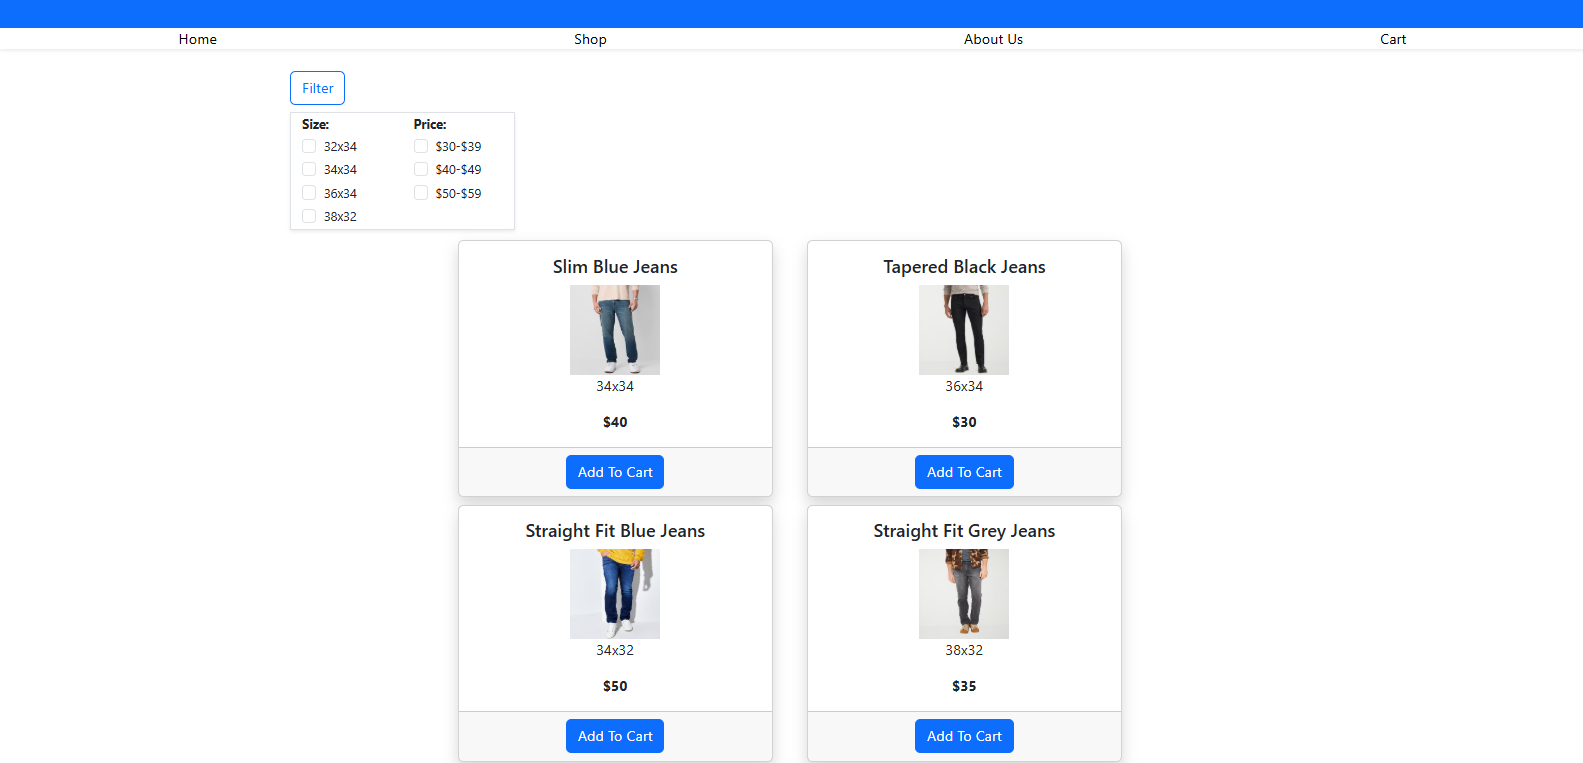 Home Shop About Us Cart
Filter
Size: Price:
32x34 $30-$39
34x34 $40-$49
36x34 $50-$59
38x32
Slim Blue Jeans Tapered Black Jeans
34x34 36x34
$40 $30
Add To Cart Add To Cart
Straight Fit Blue Jeans Straight Fit Grey Jeans
34x32 38x32
$50 $35
Add To Cart Add To Cart